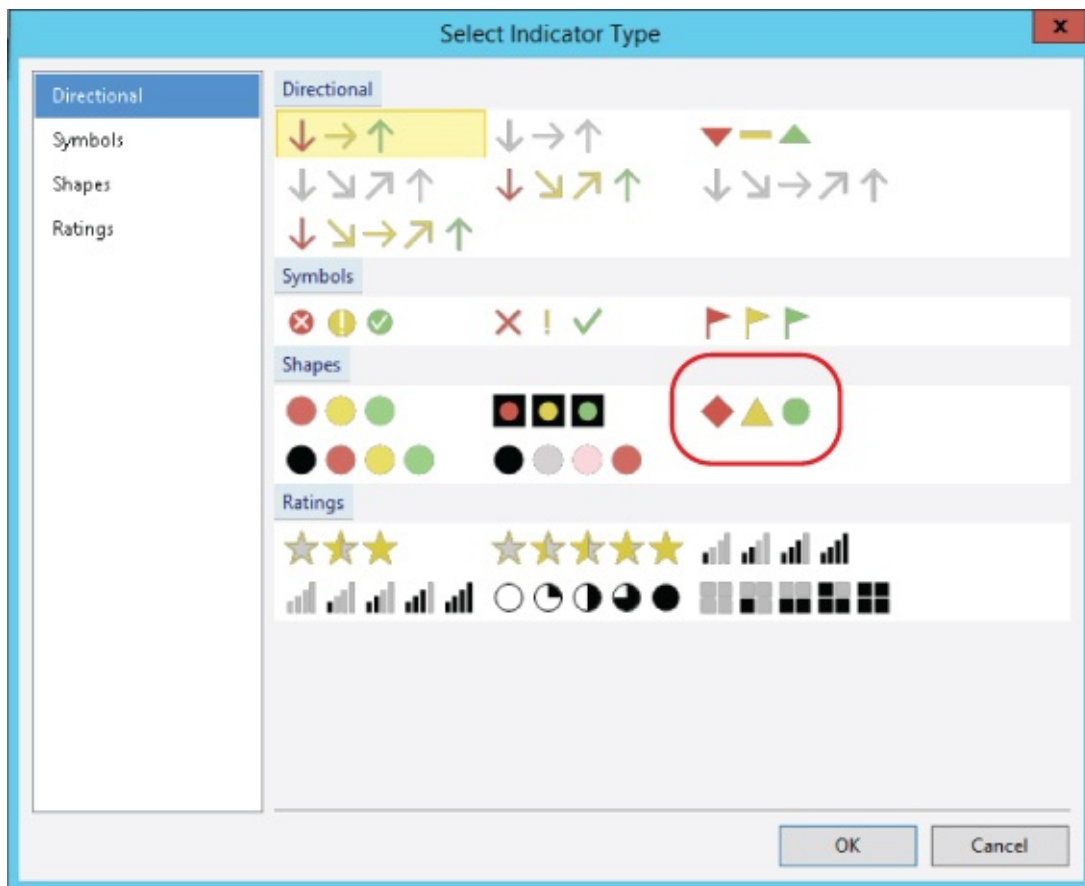 Select Indicator Type
x
Directional
Symbols
Shapes
Ratings
Directional
Symbols
Shapes
Ratings
OK
Cancel